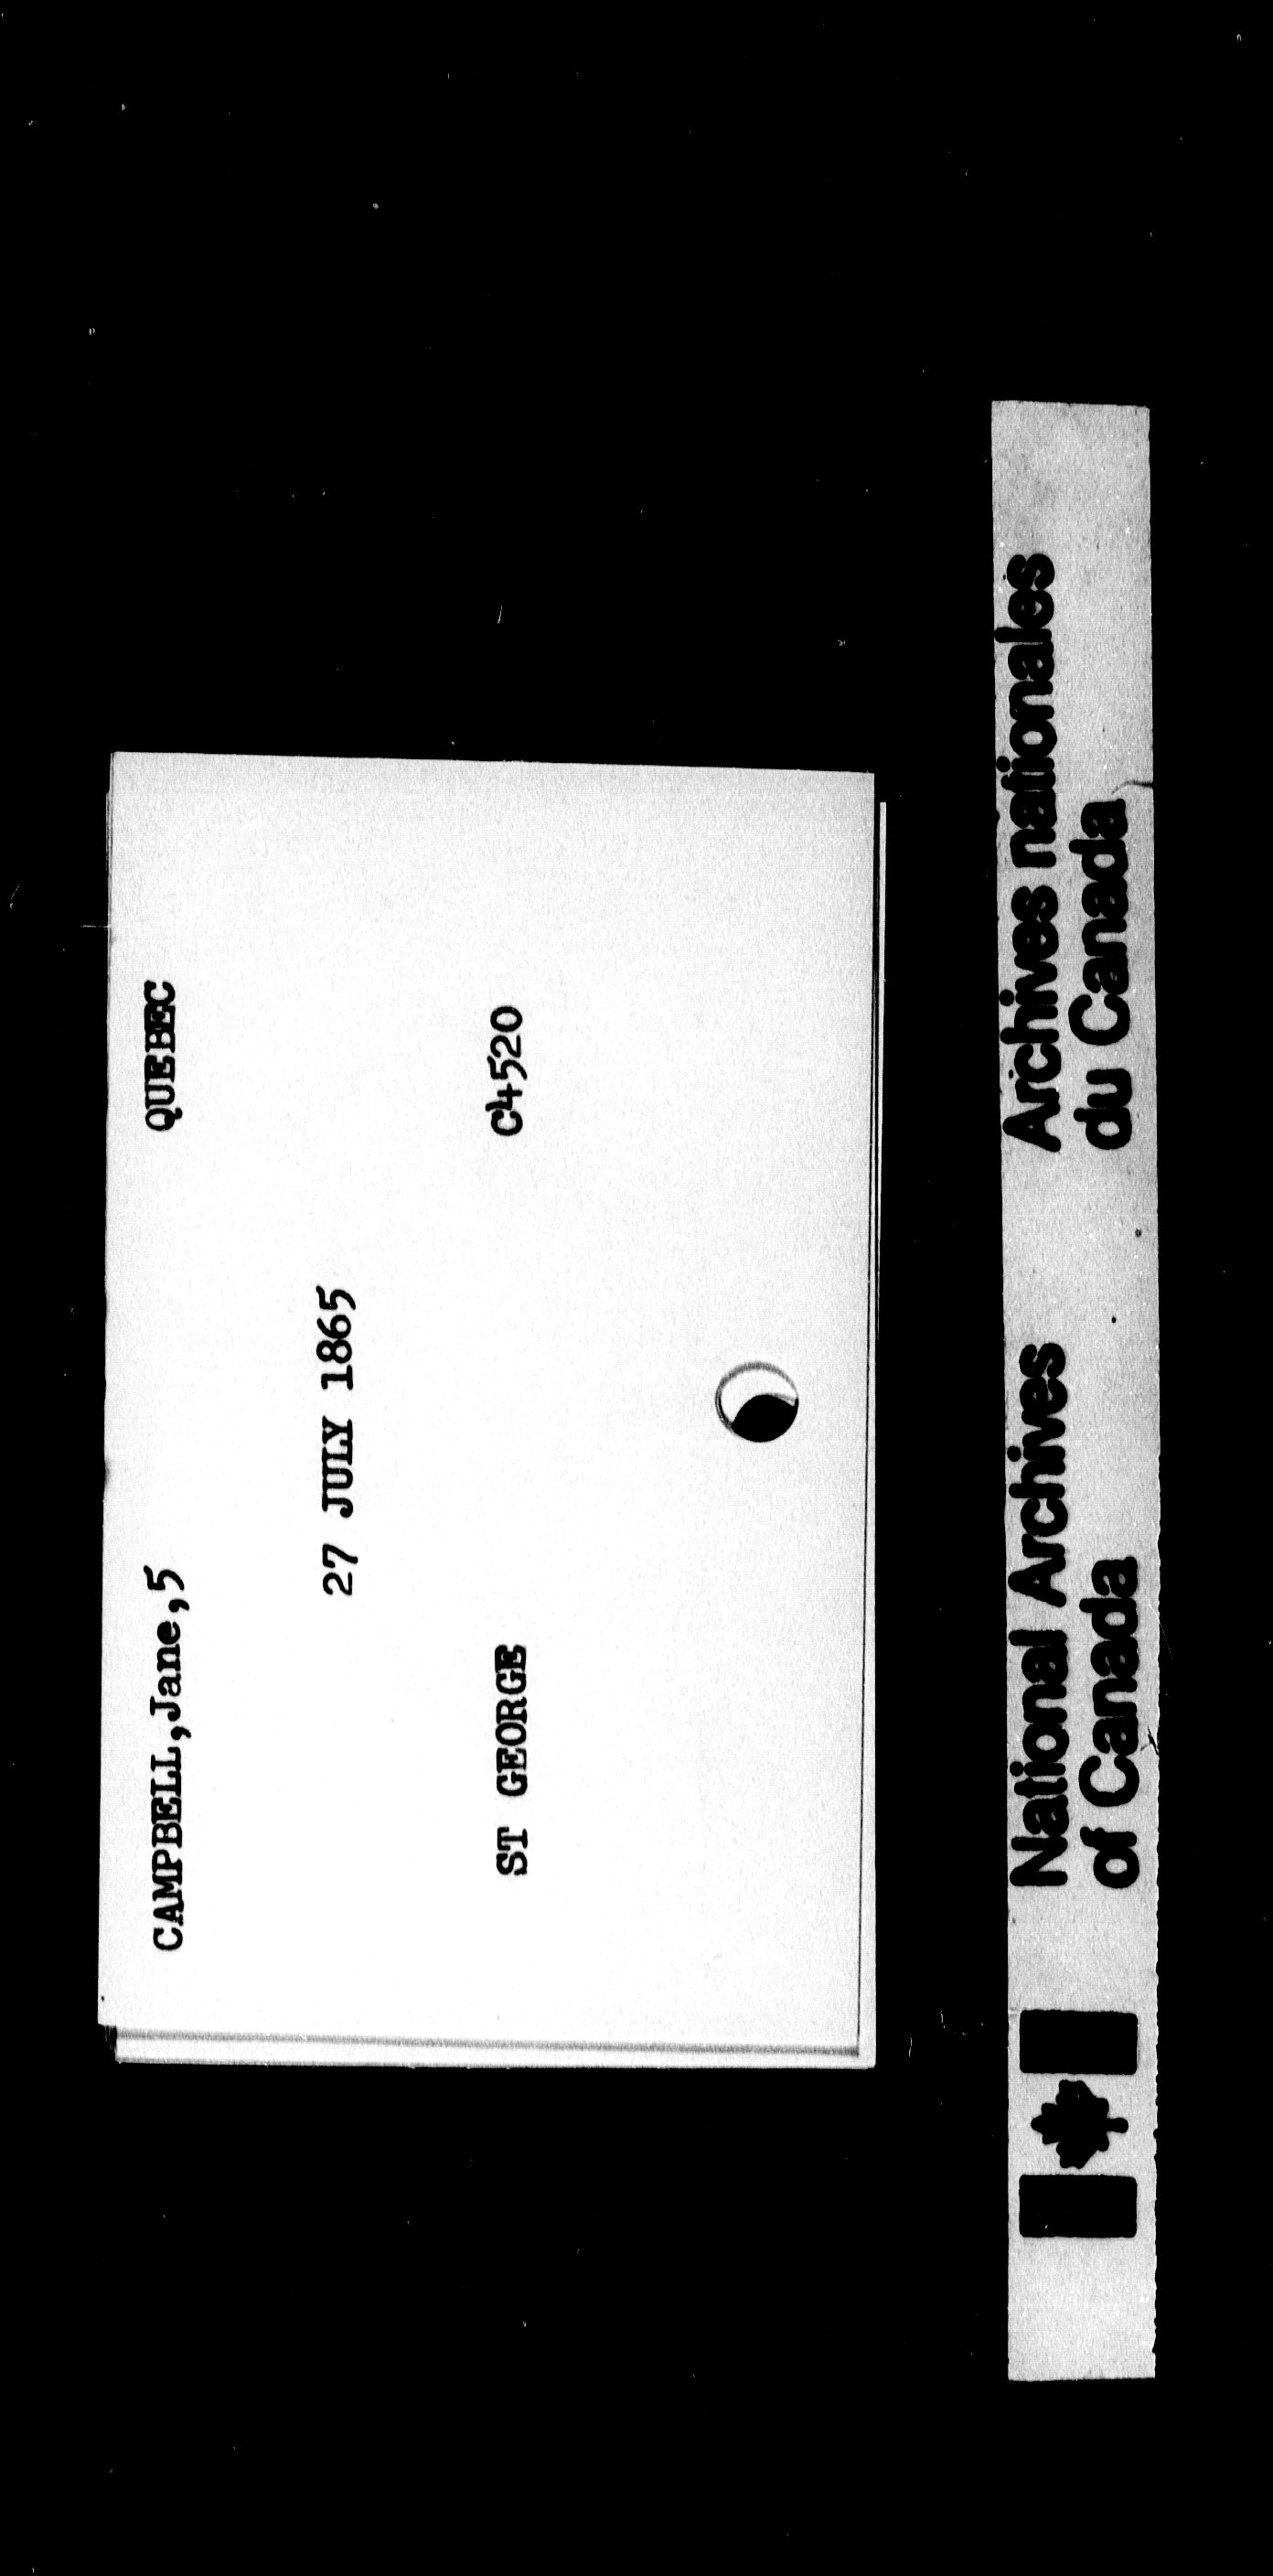 CAMPBELL,Jane,5 QUEBEC
27 JULY 1865
ST GEORGE C4520
National Archives of Canada
Archives nationales du Canada